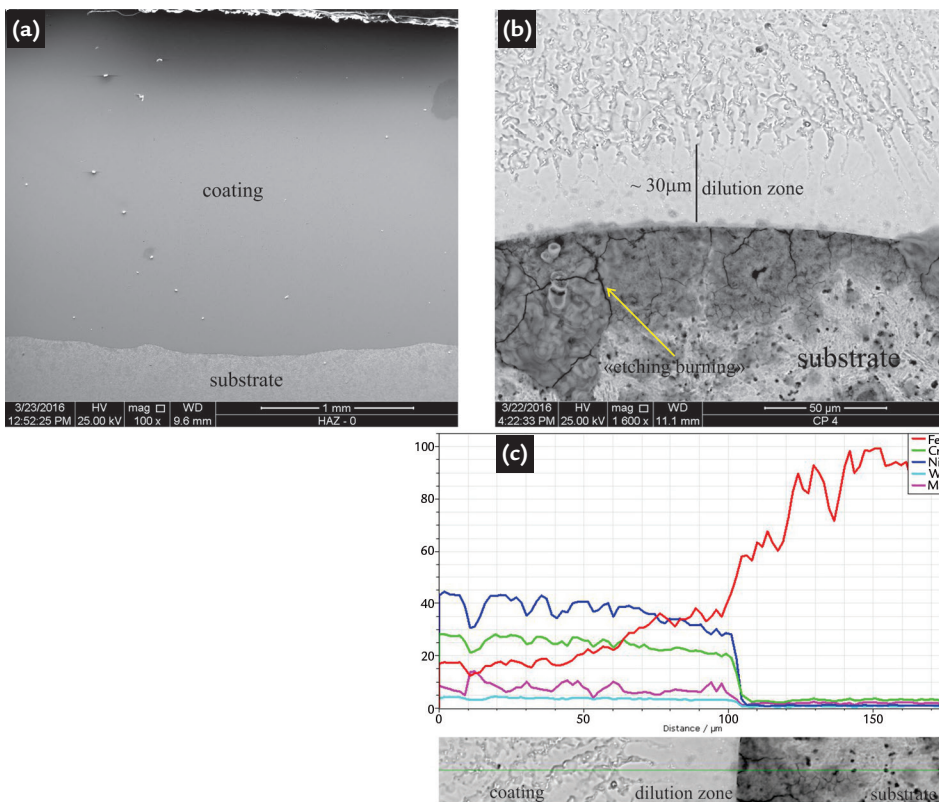 (a)
coating
substrate
3/23/2016 HV mag □ WD 1 mm
12:52:25 PM 25.00 kV 100 x 9.6 mm HAZ - 0
(b)
~ 30μm dilution zone
«etching burning»
substrate
3/22/2016 HV mag □ WD 50 μm
4:22:33 PM 25.00 kV 1 600 x 11.1 mm CP 4
(c)
Fe
Cr
Ni
W
M
100
80
60
40
20
0
0 50 100 150
Distance / μm
coating dilution zone substrate